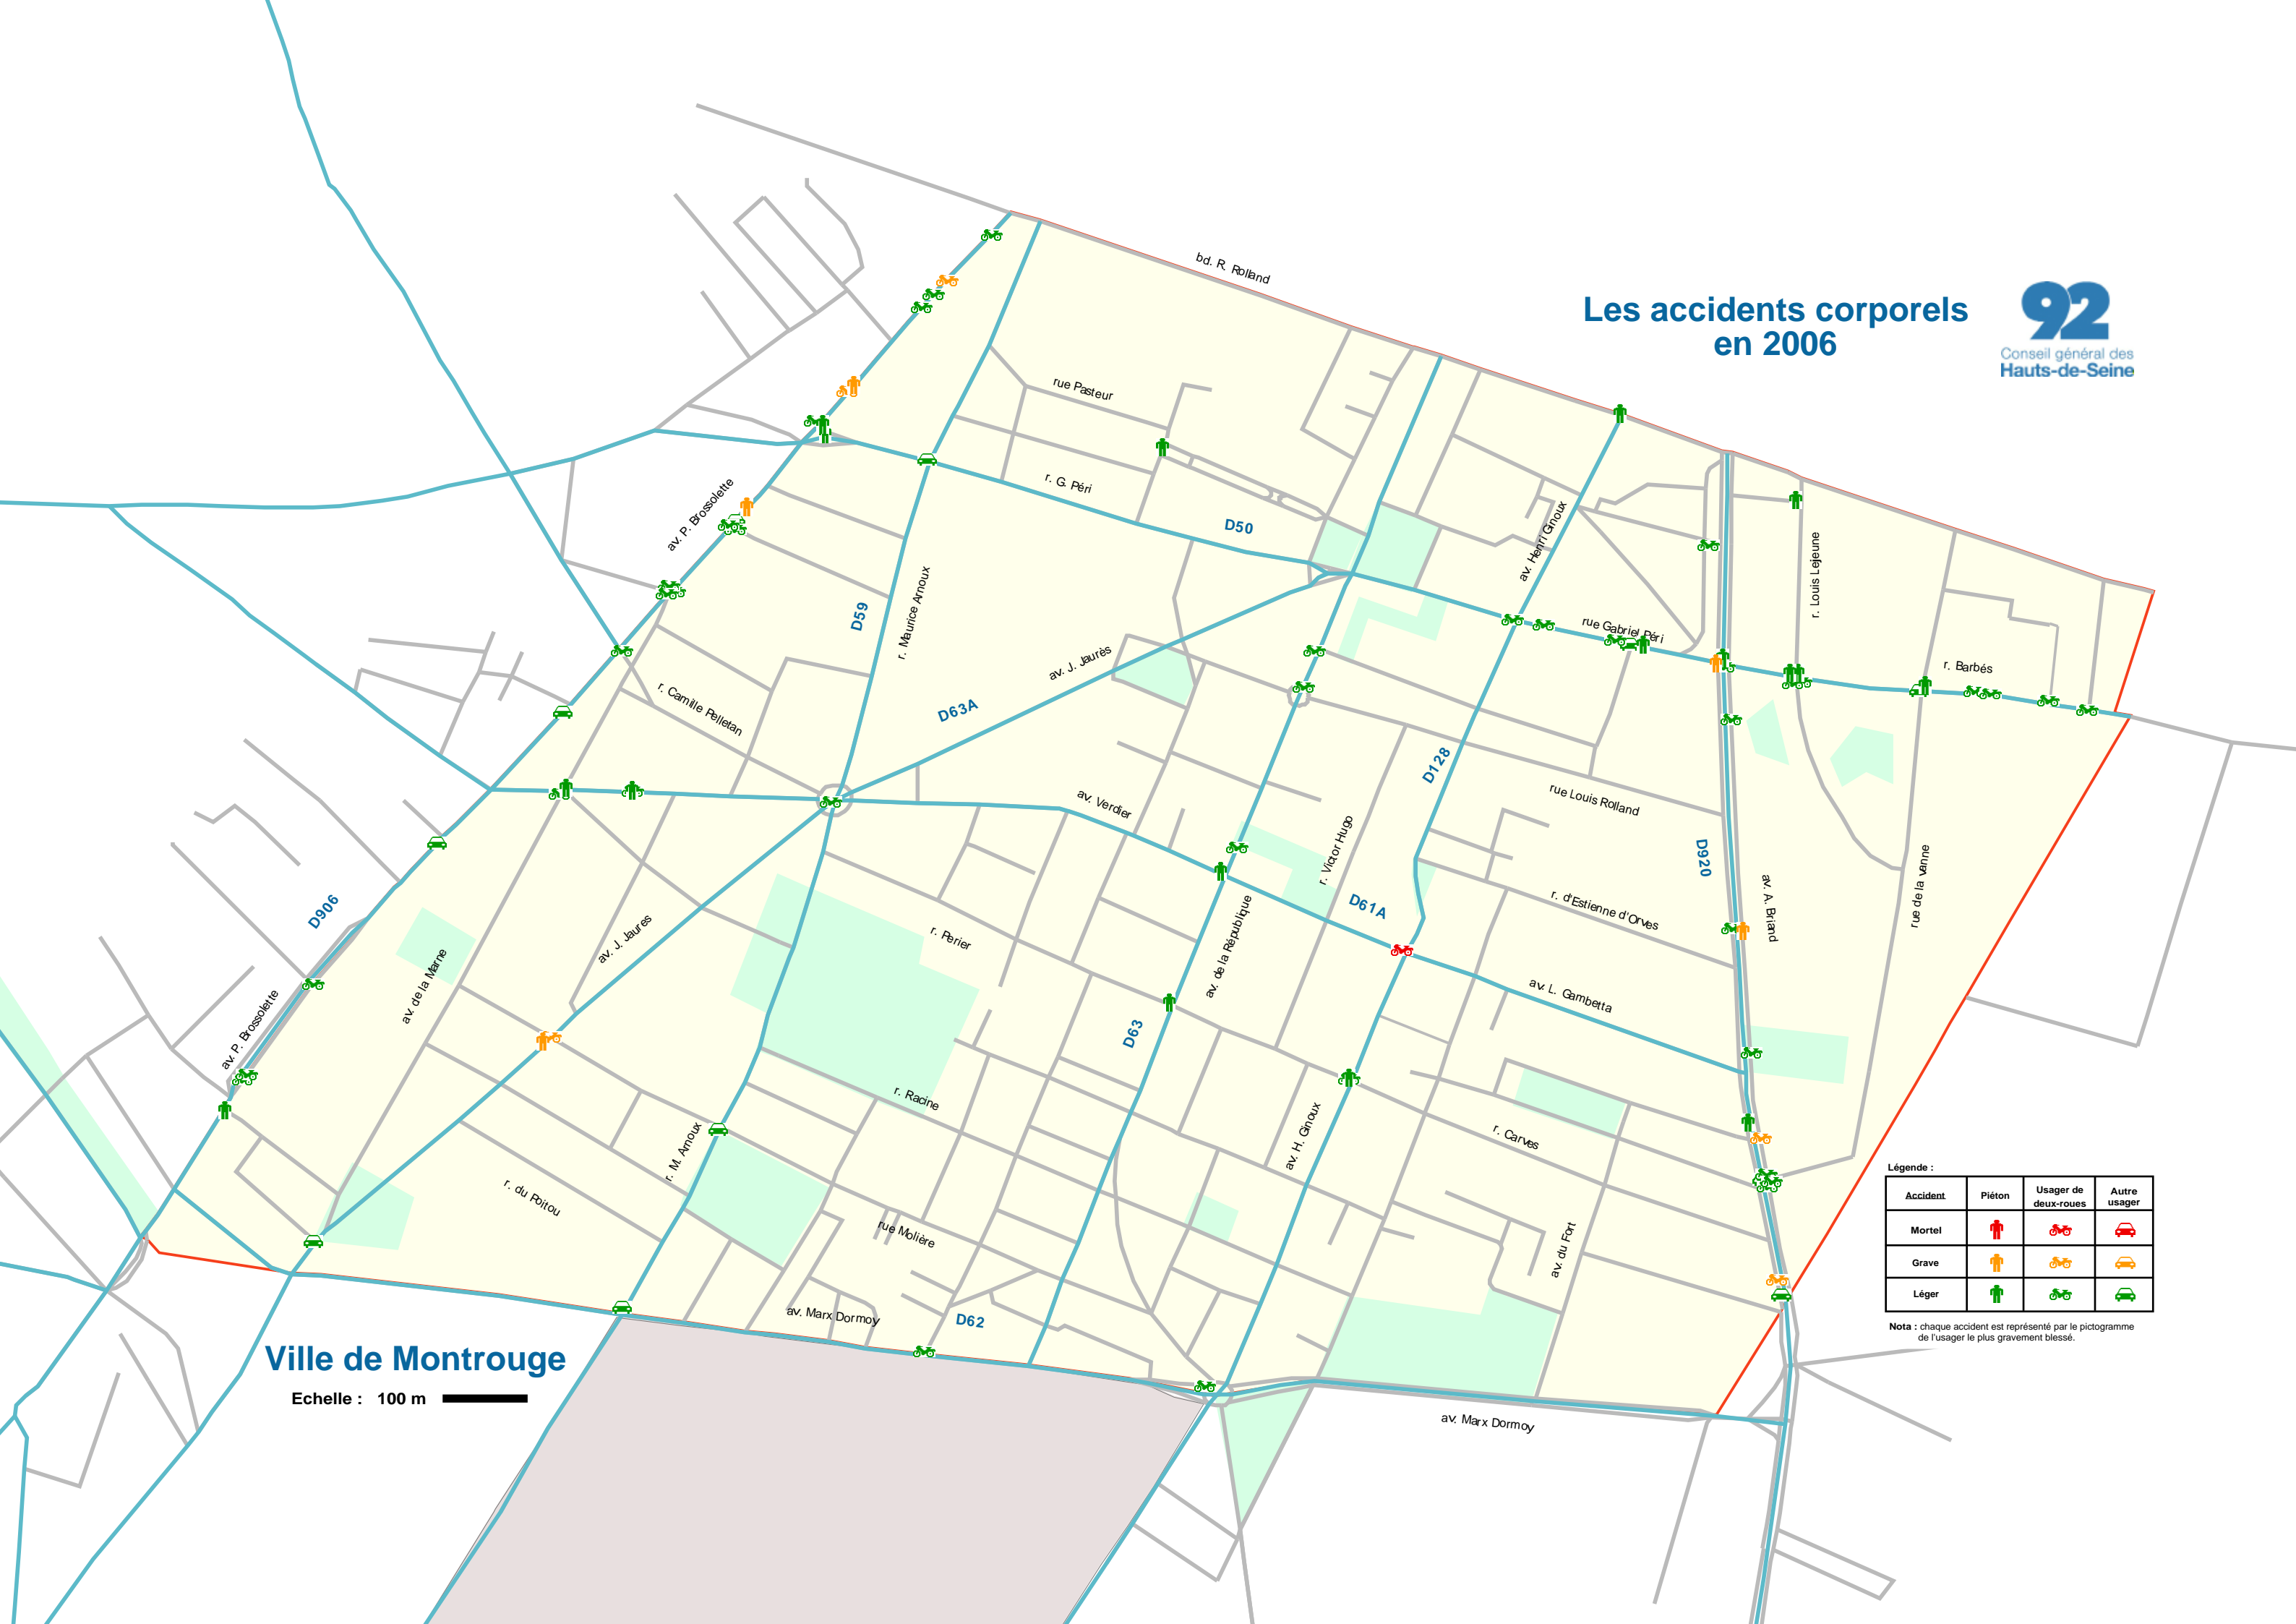 bd. R. Rolland
Les accidents corporels
en 2006
92
Conseil général des
Hauts-de-Seine
rue Pasteur
r. G. Péri
D50
av. P. Brossolette
av. Henri Ginoux
r. Louis Lejeune
D59
r. Maurice Arnoux
rue Gabriel Péri
r. Barbés
av. J. Jaurès
r. Camille Pelletan
D63A
D128
av. Verdier
rue Louis Rolland
r. Victor Hugo
D920
rue de la vanne
D906
D61A
av. A. Briand
r. d'Estienne d'Orves
av. J. Jaures
r. Perier
av. de la République
av. de la Marne
av. L. Gambetta
av. P. Brossolette
D63
r. Racine
r. M. Arnoux
av. H. Ginoux
r. Carves
r. du Poitou
rue Molière
av. du Fort
av. Marx Dormoy
D62
av. Marx Dormoy
Légende :
Accident Piéton Usager de deux-roues Autre usager
Mortel
Grave
Léger
Nota : chaque accident est représenté par le pictogramme
de l'usager le plus gravement blessé.
Ville de Montrouge
Echelle : 100 m